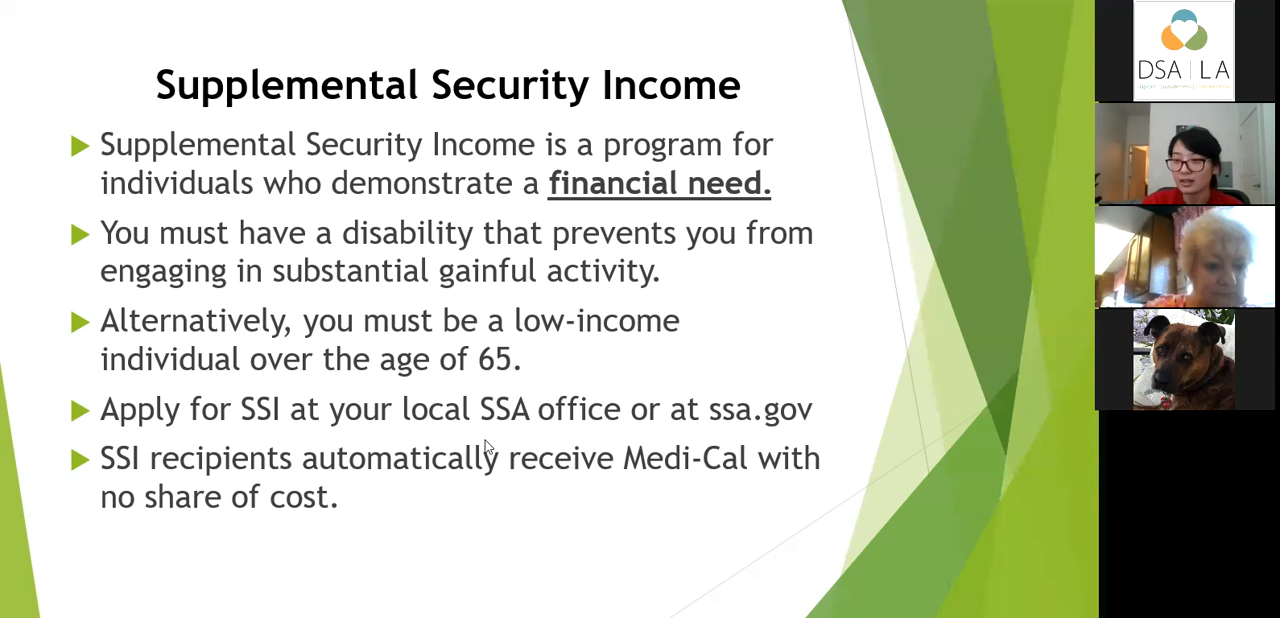 Supplemental Security Income
Supplemental Security Income is a program for
individuals who demonstrate a financial need.
You must have a disability that prevents you from
engaging in substantial gainful activity.
Alternatively, you must be a low-income
individual over the age of 65.
Apply for SSI at your local SSA office or at ssa.gov
SSI recipients automatically receive Medi-Cal with
no share of cost.
DSA | LA